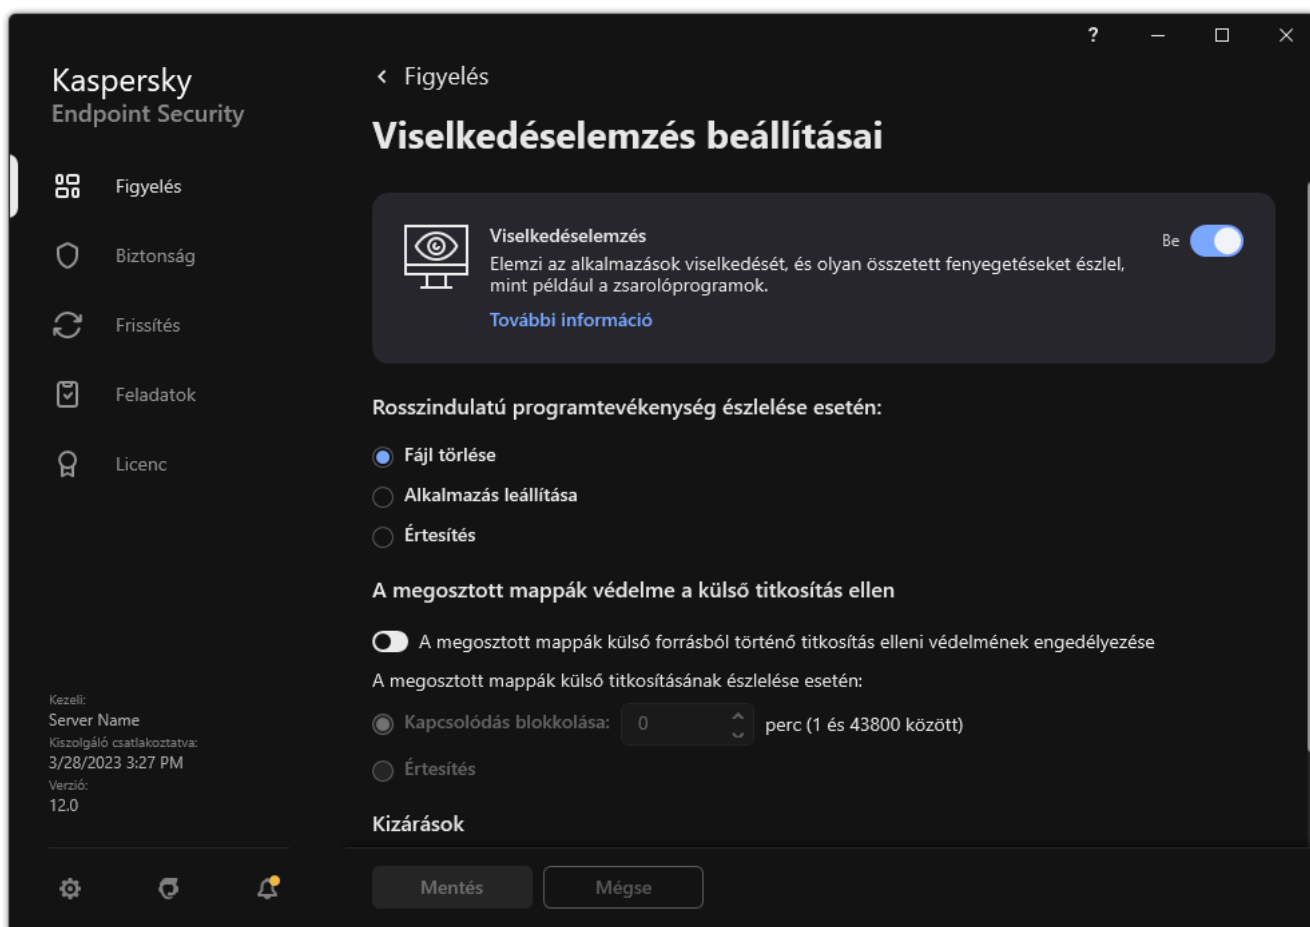 ?
Kaspersky
Endpoint Security
Figyelés
Biztonság
Frissítés
Feladatok
Licenc
Kezeli:
Server Name
Kiszolgáló csatlakoztatva:
3/28/2023 3:27 PM
Verzió:
12.0
Figyelés
Viselkedéselemzés beállításai
Viselkedéselemzés
Be
Elemzi az alkalmazások viselkedését, és olyan összetett fenyegetéseket észlel,
mint például a zsarolóprogramok.
További információ
Rosszindulatú programtevékenység észlelése esetén:
Fájl törlése
Alkalmazás leállítása
Értesítés
A megosztott mappák védelme a külső titkosítás ellen
A megosztott mappák külső forrásból történő titkosítás elleni védelmének engedélyezése
A megosztott mappák külső titkosításának észlelése esetén:
Kapcsolódás blokkolása: 0 perc (1 és 43800 között)
Értesítés
Kizárások
Mentés
Mégse